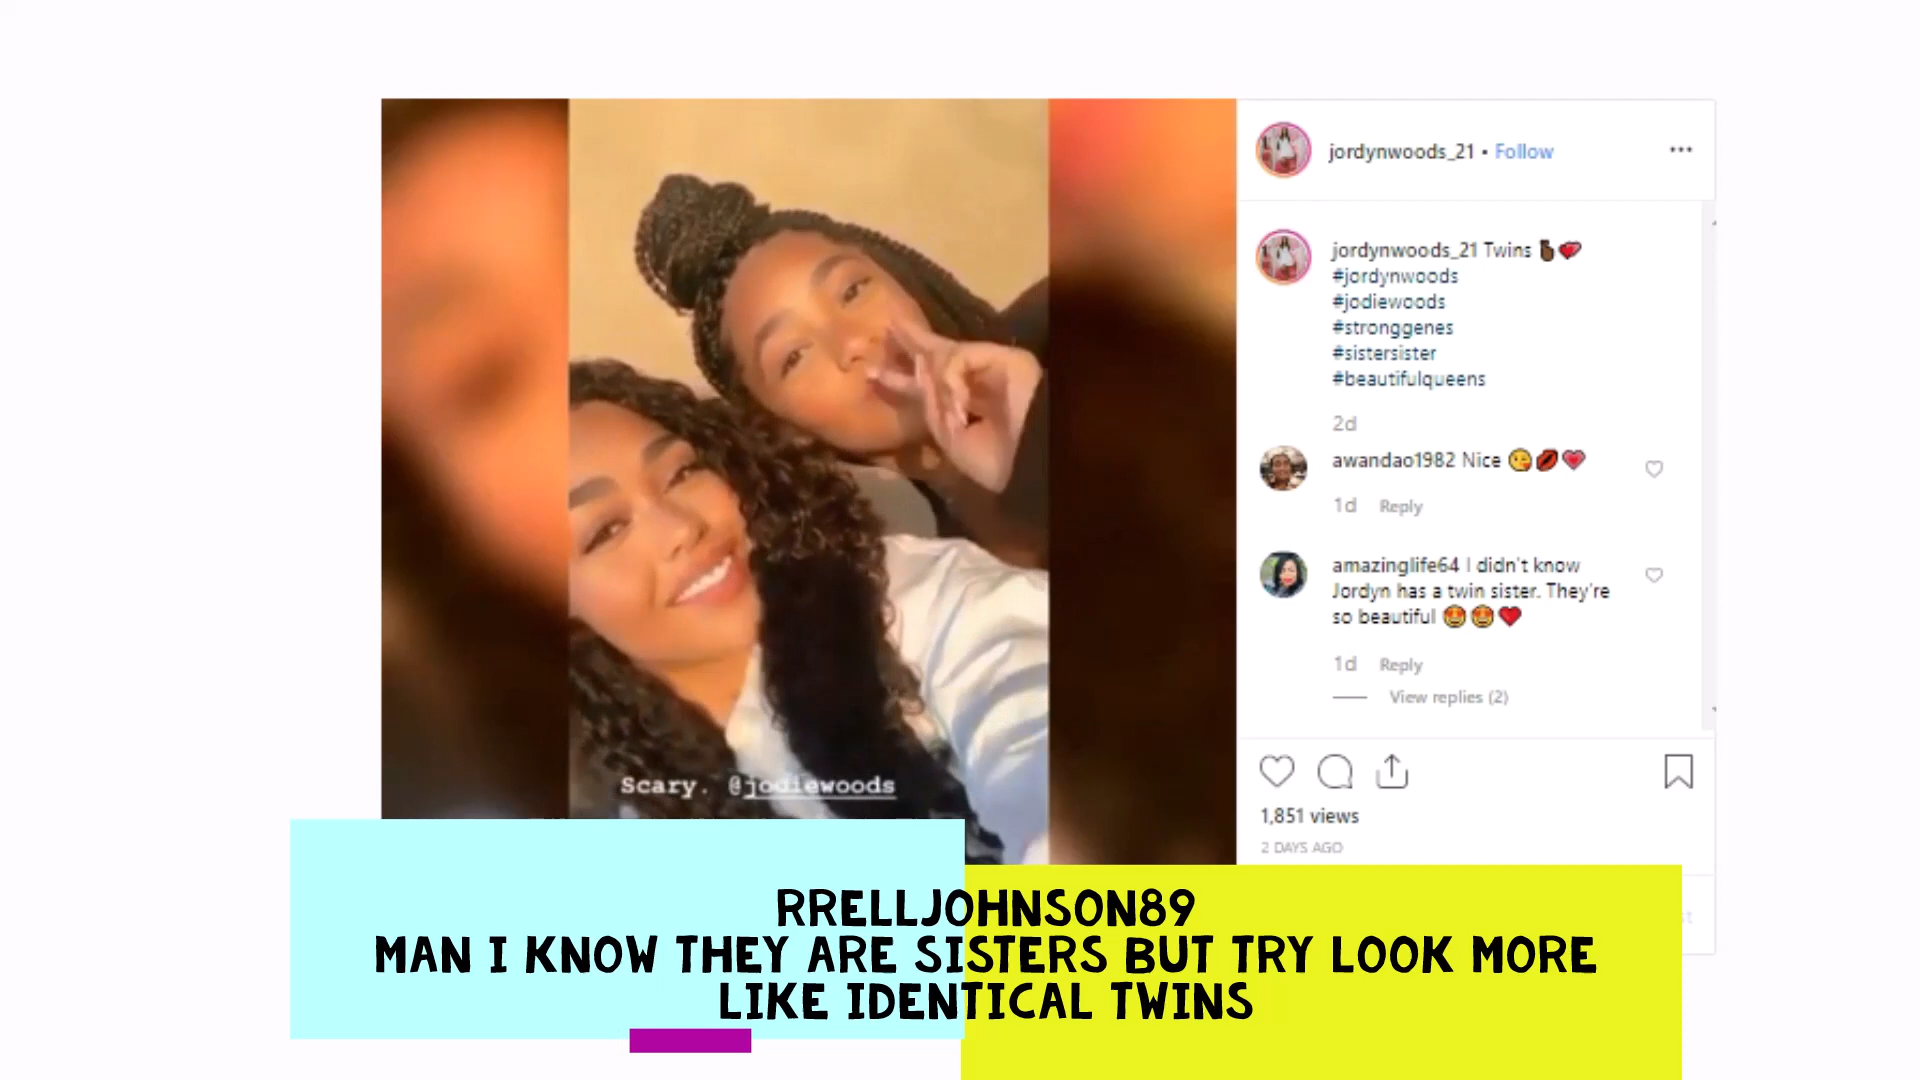 jordynwoods_21 • Follow
jordynwoods_21 Twins
#jordynwoods
#jodiewoods
#stronggenes
#sistersister
#beautifulqueens
2d
awandao1982 Nice
1d Reply
amazinglife64 I didn't know
Jordyn has a twin sister. They're
so beautiful
1d Reply
View replies (2)
Scary. @jodiewoods
1,851 views
2 DAYS AGO
RRELLJOHNSON89
MAN I KNOW THEY ARE SISTERS BUT TRY LOOK MORE
LIKE IDENTICAL TWINS